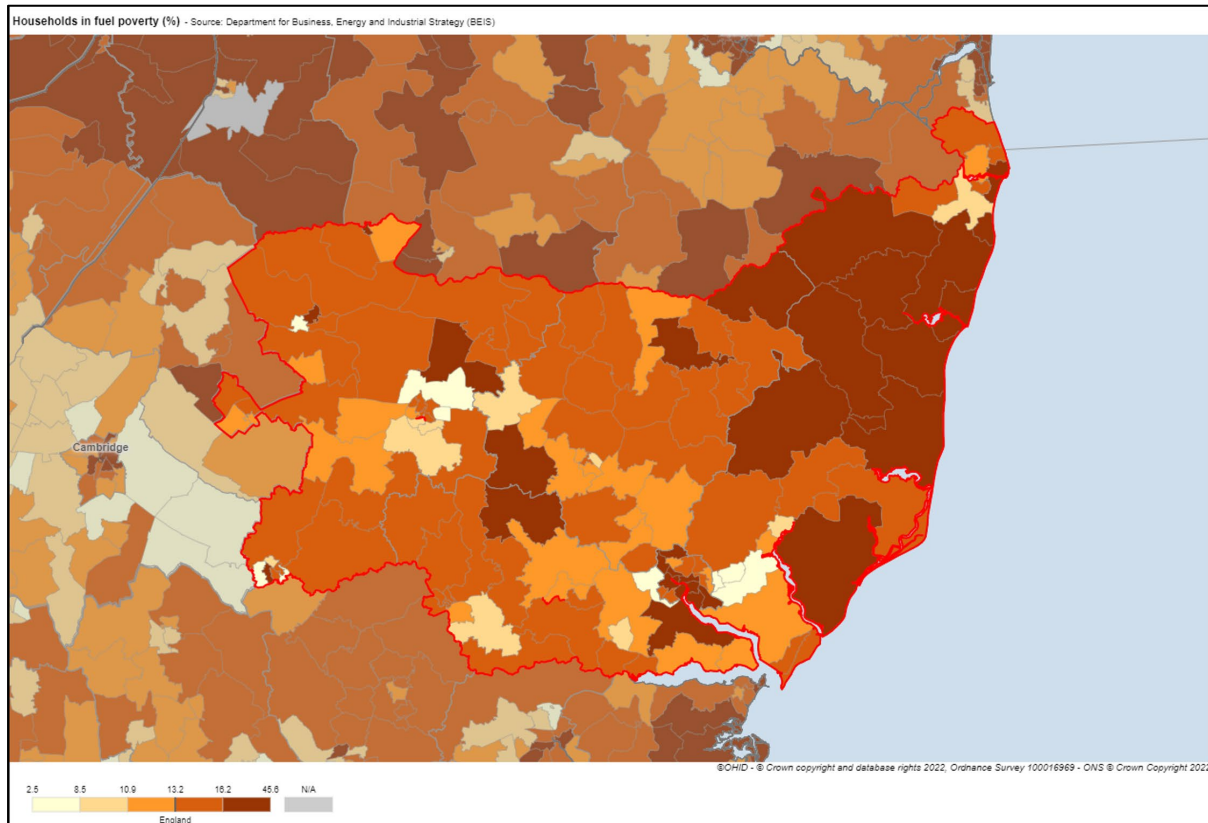 Households in fuel poverty (%) - Source: Department for Business, Energy and Industrial Strategy (BEIS)
Cambridge
©OHID - © Crown copyright and database rights 2022, Ordnance Survey 100016969 - ONS © Crown Copyright 2022
2.5 8.5 10.9 13.2 16.2 45.6 N/A
England